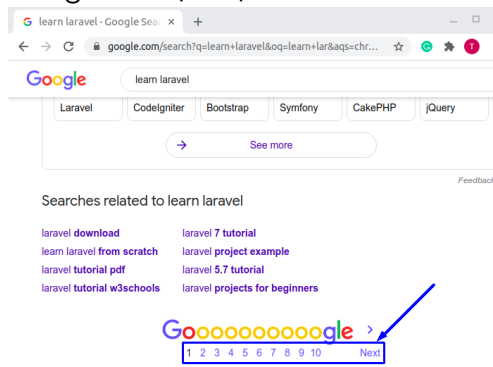 learn laravel - Google Sear
google.com/search?q=learn+laravel&oq=learn+lar&aqs=chr...
T
Google
learn laravel
Laravel CodeIgniter Bootstrap Symfony CakePHP jQuery
See more
Feedback
Searches related to learn laravel
laravel download laravel 7 tutorial
learn laravel from scratch laravel project example
laravel tutorial pdf laravel 5.7 tutorial
laravel tutorial w3schools laravel projects for beginners
Goooooooooogle >
1 2 3 4 5 6 7 8 9 10 Next